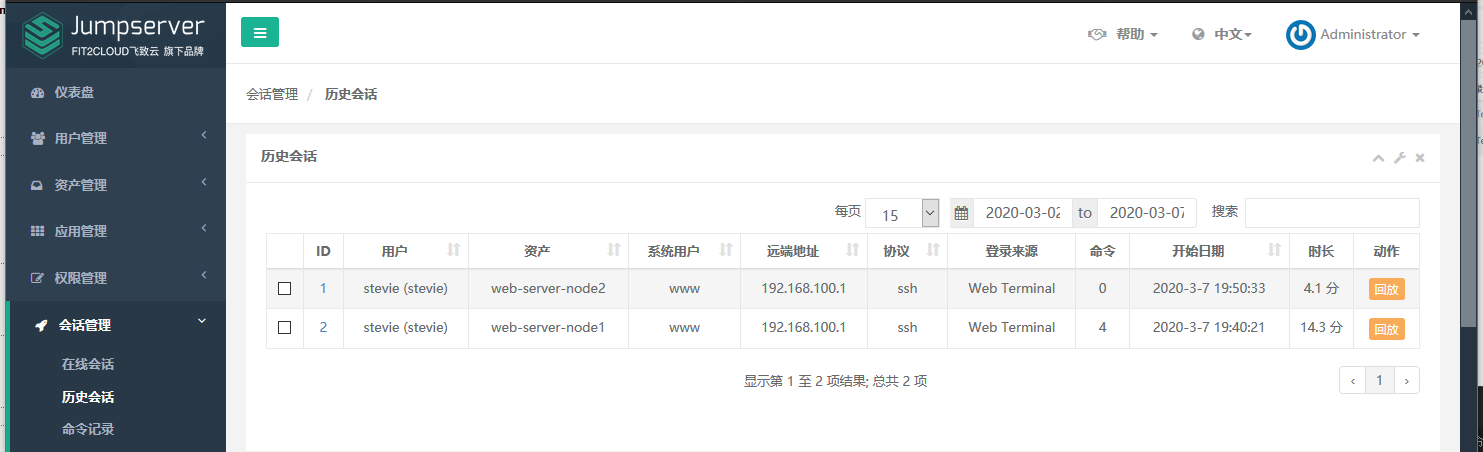 Jumpserver
FIT2CLOUD飞致云 旗下品牌
帮助
中文
Administrator
仪表盘
用户管理
资产管理
应用管理
权限管理
会话管理
在线会话
历史会话
命令记录
会话管理 / 历史会话
历史会话
每页 15 2020-03-02 to 2020-03-07 搜索
ID 用户 资产 系统用户 远端地址 协议 登录来源 命令 开始日期 时长 动作
1 stevie (stevie) web-server-node2 www 192.168.100.1 ssh Web Terminal 0 2020-3-7 19:50:33 4.1 分 回放
2 stevie (stevie) web-server-node1 www 192.168.100.1 ssh Web Terminal 4 2020-3-7 19:40:21 14.3 分 回放
显示第 1 至 2 项结果; 总共 2 项
‹ 1 ›